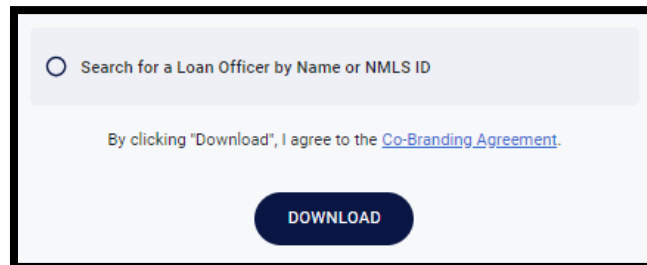 Search for a Loan Officer by Name or NMLS ID
By clicking "Download", I agree to the Co-Branding Agreement.
DOWNLOAD